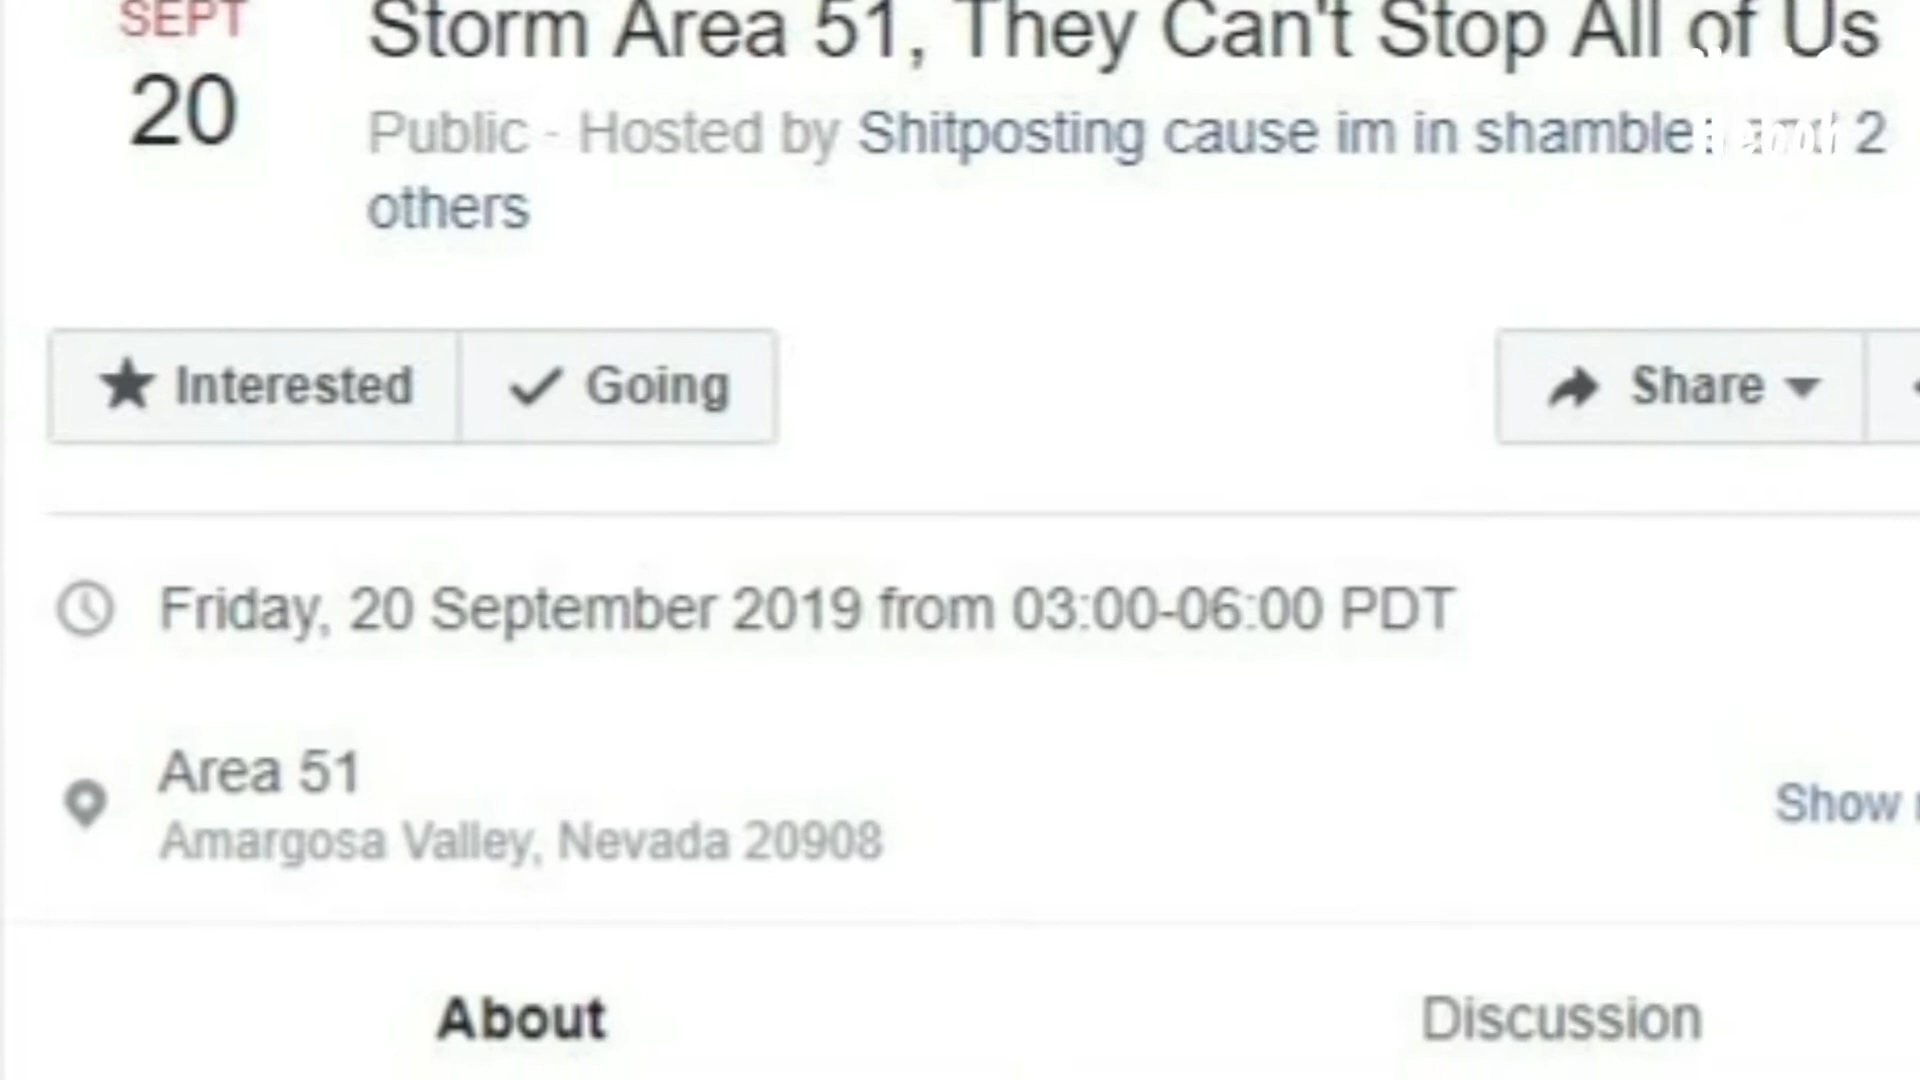 SEPT
20
Storm Area 51, They Can't Stop All of Us
Public - Hosted by Shitposting cause im in shambles 2
others
Interested
Going
Share
Friday, 20 September 2019 from 03:00-06:00 PDT
Area 51
Amargosa Valley, Nevada 20908
Show
About
Discussion